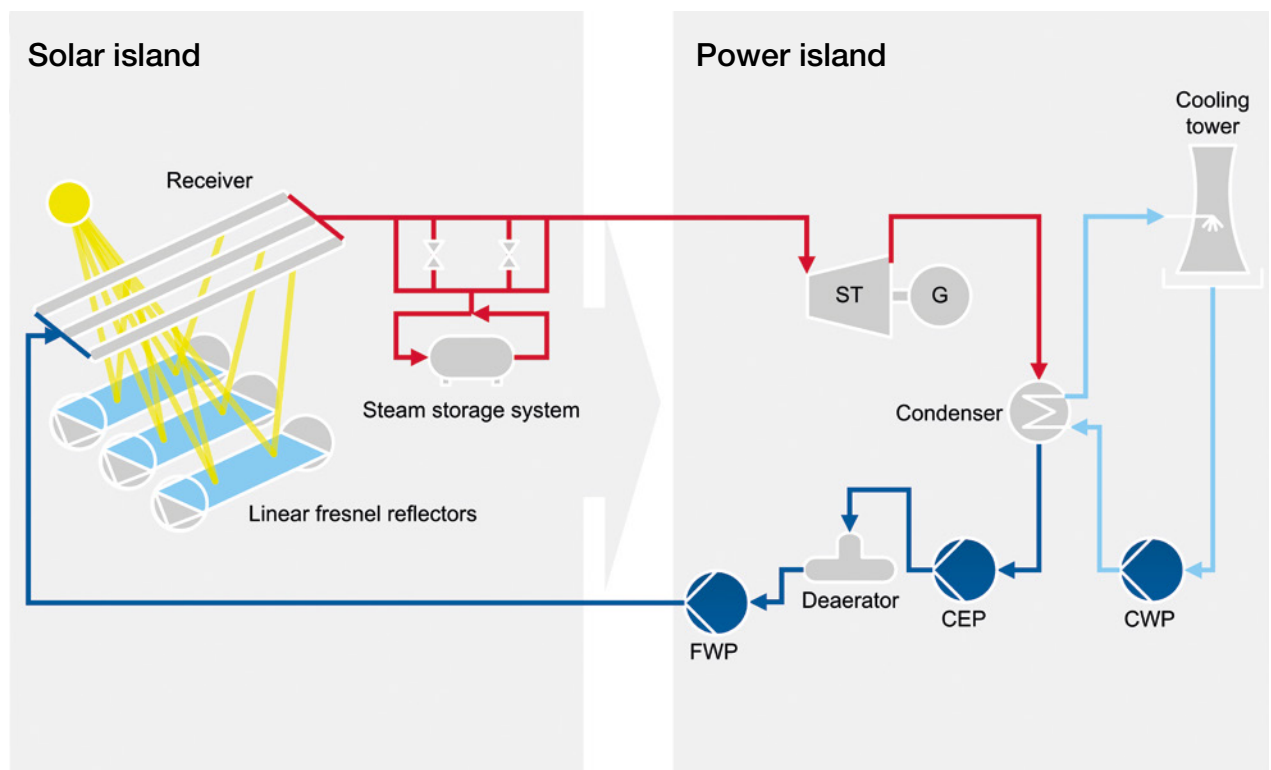 Solar island
Power island
Cooling
tower
Receiver
ST
G
Steam storage system
Condenser
Linear fresnel reflectors
Deaerator
CEP
CWP
FWP